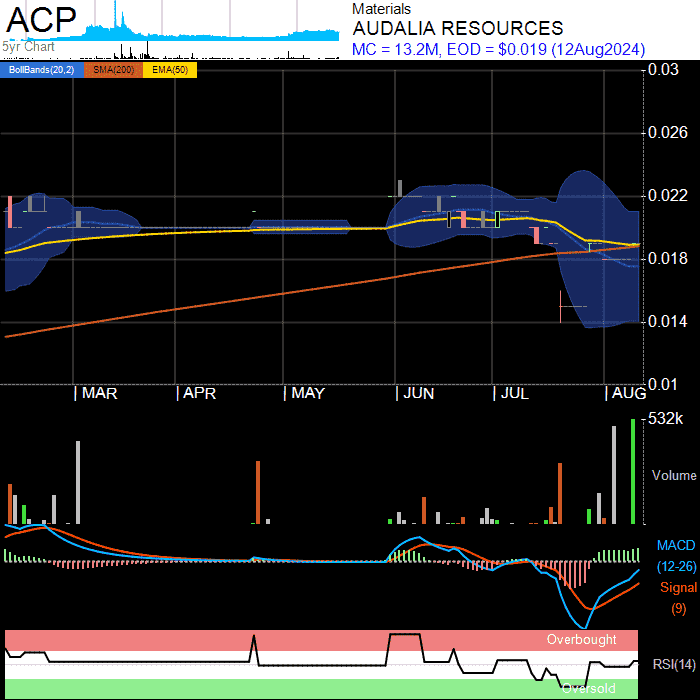 ACP
5yr Chart
Materials
AUDALIA RESOURCES
MC = 13.2M, EOD = $0.019 (12Aug2024)
BollBands(20,2) SMA(200) EMA(50)
0.03
0.026
0.022
0.018
0.014
0.01
MAR APR MAY JUN JUL AUG
532k
Volume
MACD
(12-26)
Signal
(9)
Overbought
RSI(14)
Oversold